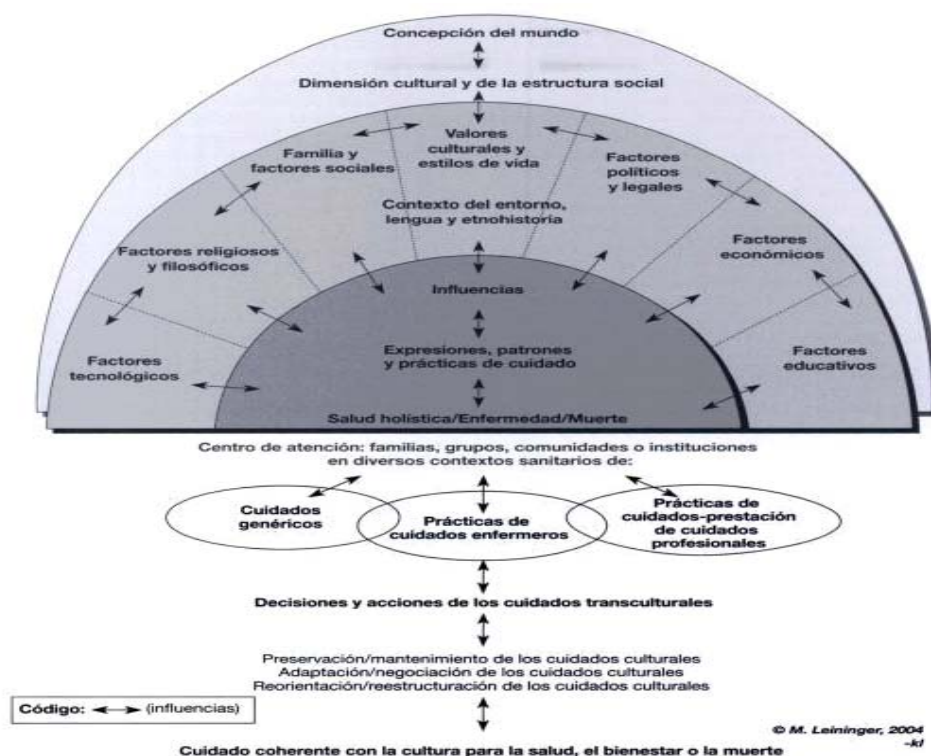 Concepción del mundo
Dimensión cultural y de la estructura social
Valores
culturales y
estilos de vida
Familia y
factores sociales
Factores
políticos
y legales
Contexto del entorno,
lengua y etnohistoria
Factores religiosos
y filosóficos
Factores
económicos
Influencias
Factores
tecnológicos
Expresiones, patrones
y prácticas de cuidado
Factores
educativos
Salud holística/Enfermedad/Muerte
Centro de atención: familias, grupos, comunidades o instituciones
en diversos contextos sanitarios de:
Cuidados
genéricos
Prácticas de
cuidados enfermeros
Prácticas de
cuidados-prestación
de cuidados
profesionales
Decisiones y acciones de los cuidados transculturales
Preservación/mantenimiento de los cuidados culturales
Adaptación/negociación de los cuidados culturales
Reorientación/reestructuración de los cuidados culturales
Código: (influencias)
© M. Leininger, 2004
-kl
Cuidado coherente con la cultura para la salud, el bienestar o la muerte